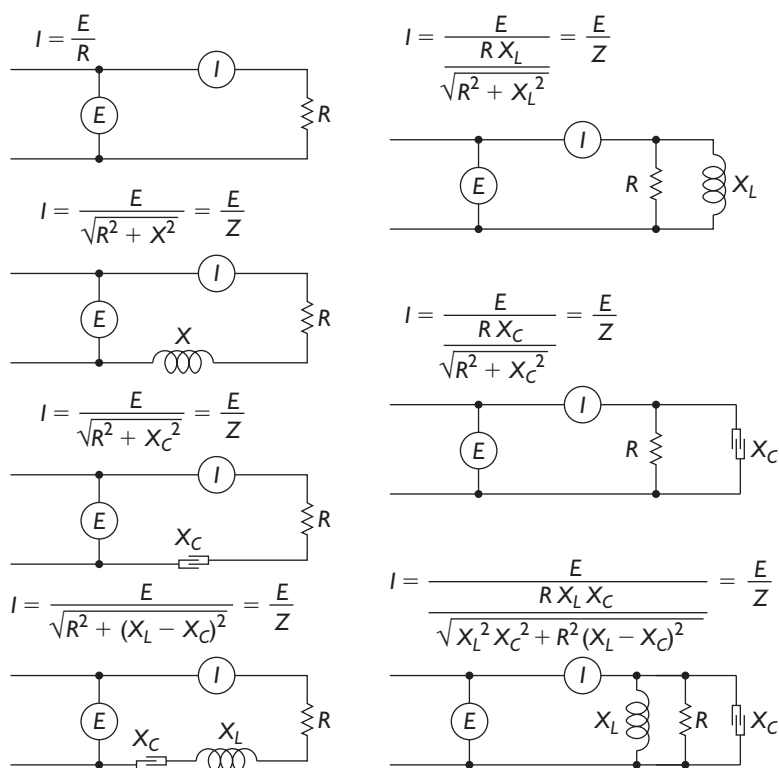 I = E/R
I
E
R
I = E/√(R² + X²) = E/Z
I
E
X
R
I = E/√(R² + X_C²) = E/Z
I
E
X_C
R
I = E/√(R² + (X_L − X_C)²) = E/Z
I
E
X_C
X_L
R
I = E/(R X_L/√(R² + X_L²)) = E/Z
I
E
R
X_L
I = E/(R X_C/√(R² + X_C²)) = E/Z
I
E
R
X_C
I = E/(R X_L X_C/√(X_L² X_C² + R² (X_L − X_C)²)) = E/Z
I
E
X_L
R
X_C